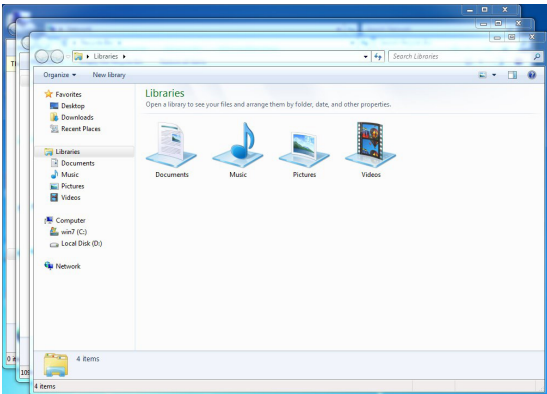 Libraries
Search Libraries
Organize
New library
Favorites
Desktop
Downloads
Recent Places
Libraries
Documents
Music
Pictures
Videos
Computer
win7 (C:)
Local Disk (D:)
Network
Libraries
Open a library to see your files and arrange them by folder, date, and other properties.
Documents
Music
Pictures
Videos
4 items
4 items